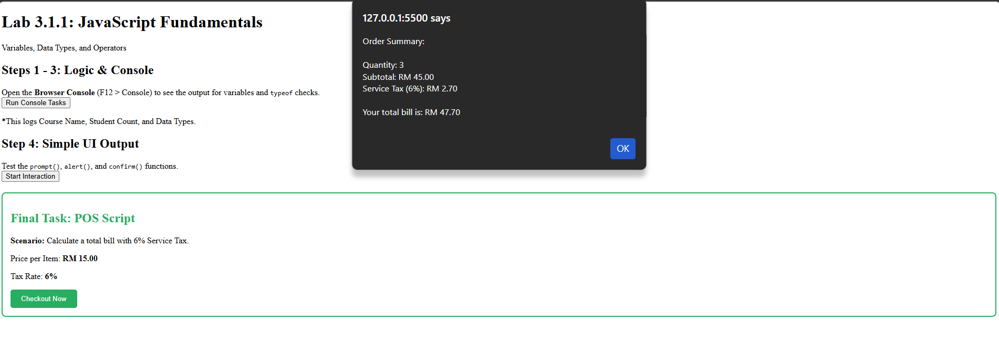 Lab 3.1.1: JavaScript Fundamentals
Variables, Data Types, and Operators
Steps 1 - 3: Logic & Console
Open the Browser Console (F12 > Console) to see the output for variables and typeof checks.
Run Console Tasks
*This logs Course Name, Student Count, and Data Types.
Step 4: Simple UI Output
Test the prompt(), alert(), and confirm() functions.
Start Interaction
Final Task: POS Script
Scenario: Calculate a total bill with 6% Service Tax.
Price per Item: RM 15.00
Tax Rate: 6%
Checkout Now
127.0.0.1:5500 says
Order Summary:
Quantity: 3
Subtotal: RM 45.00
Service Tax (6%): RM 2.70
Your total bill is: RM 47.70
OK